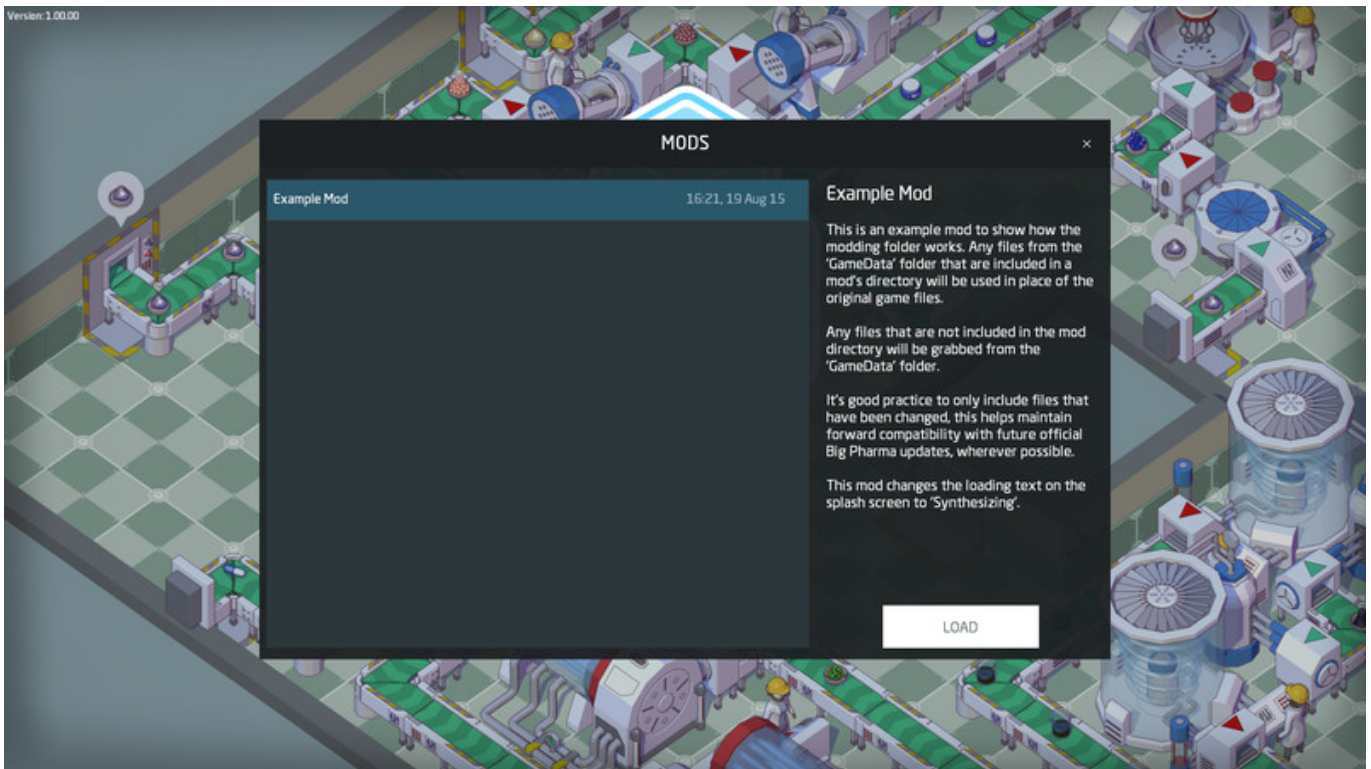 Version: 1.00.00
MODS
×
Example Mod
16:21, 19 Aug 15
Example Mod
This is an example mod to show how the
modding folder works. Any files from the
'GameData' folder that are included in a
mod's directory will be used in place of the
original game files.
Any files that are not included in the mod
directory will be grabbed from the
'GameData' folder.
It's good practice to only include files that
have been changed, this helps maintain
forward compatibility with future official
Big Pharma updates, wherever possible.
This mod changes the loading text on the
splash screen to 'Synthesizing'.
LOAD